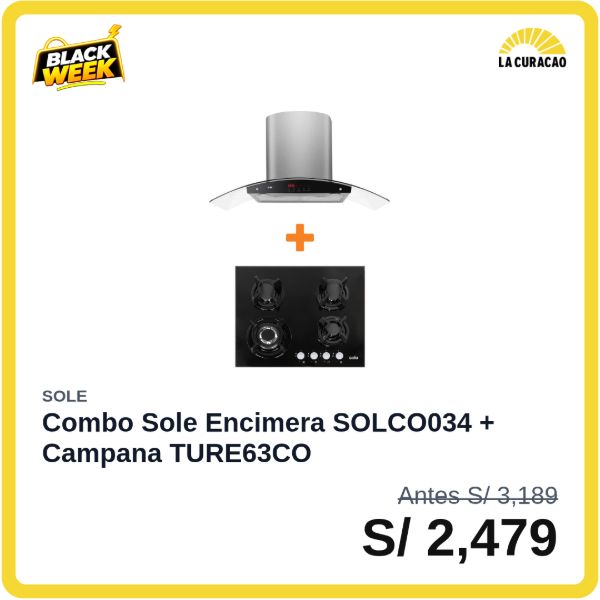 BLACK
WEEK
LA CURACAO
SOLE
Combo Sole Encimera SOLCO034 +
Campana TURE63CO
Antes S/ 3,189
S/ 2,479